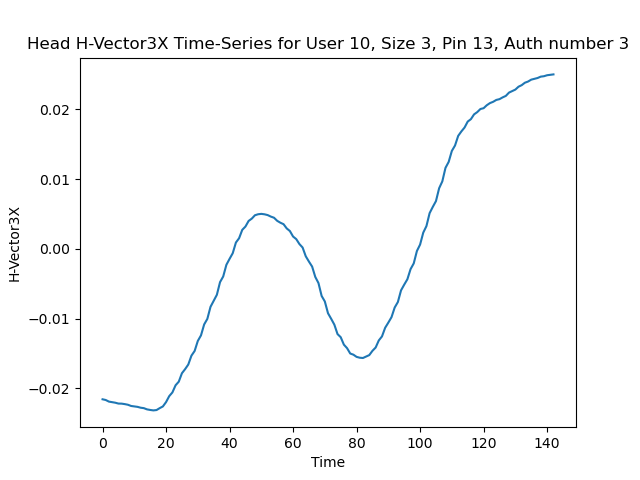 Head H-Vector3X Time-Series for User 10, Size 3, Pin 13, Auth number 3
H-Vector3X
0.02
0.01
0.00
−0.01
−0.02
0 20 40 60 80 100 120 140
Time